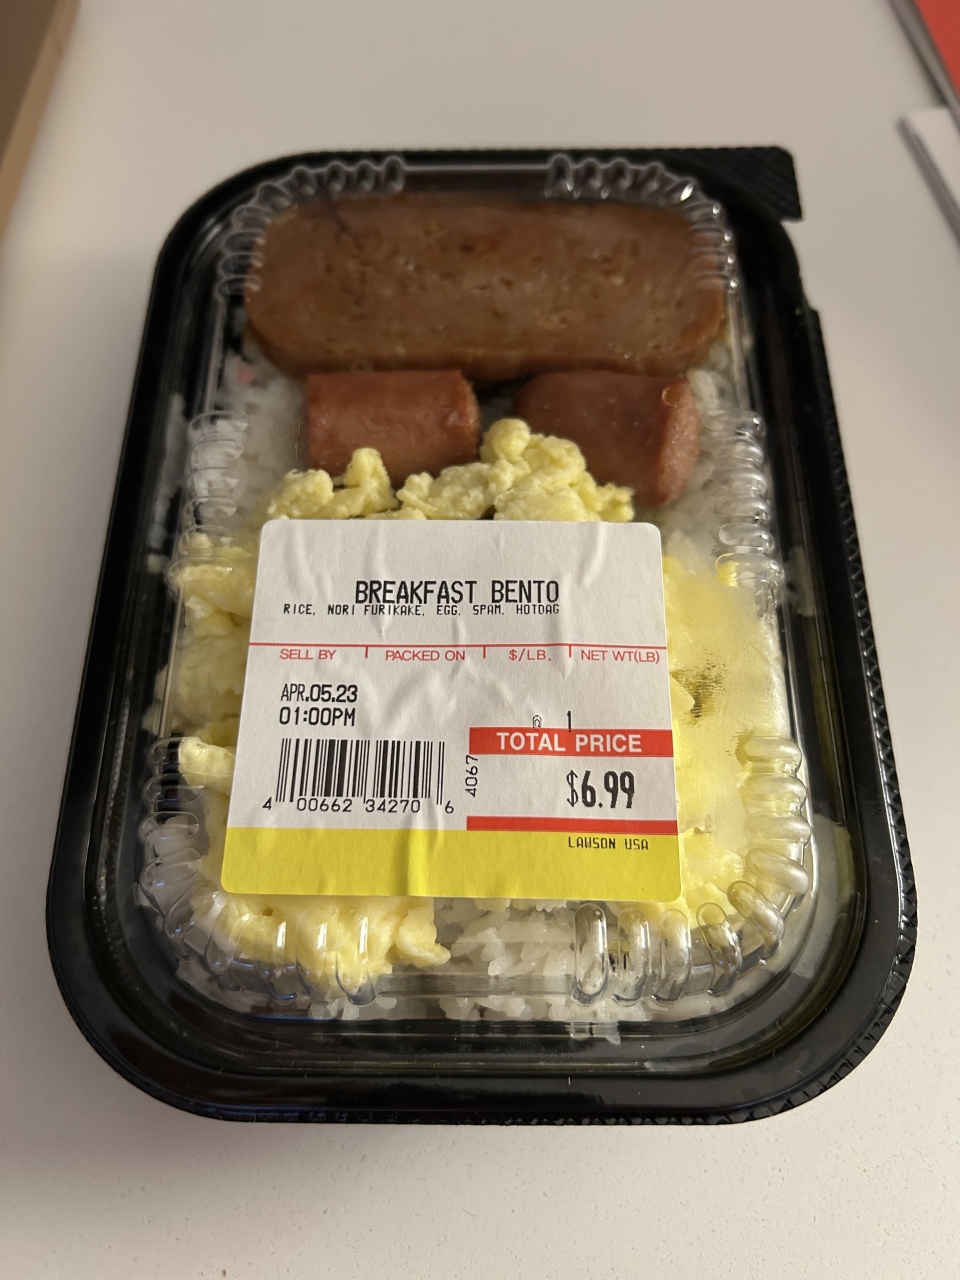 BREAKFAST BENTO
RICE, NORI FURIKAKE, EGG, SPAM, HOTDAG
SELL BY PACKED ON $/LB. NET WT(LB)
APR.05.23
01:00PM
@ 1
TOTAL PRICE
$6.99
4067
4 00662 34270 6
LAWSON USA